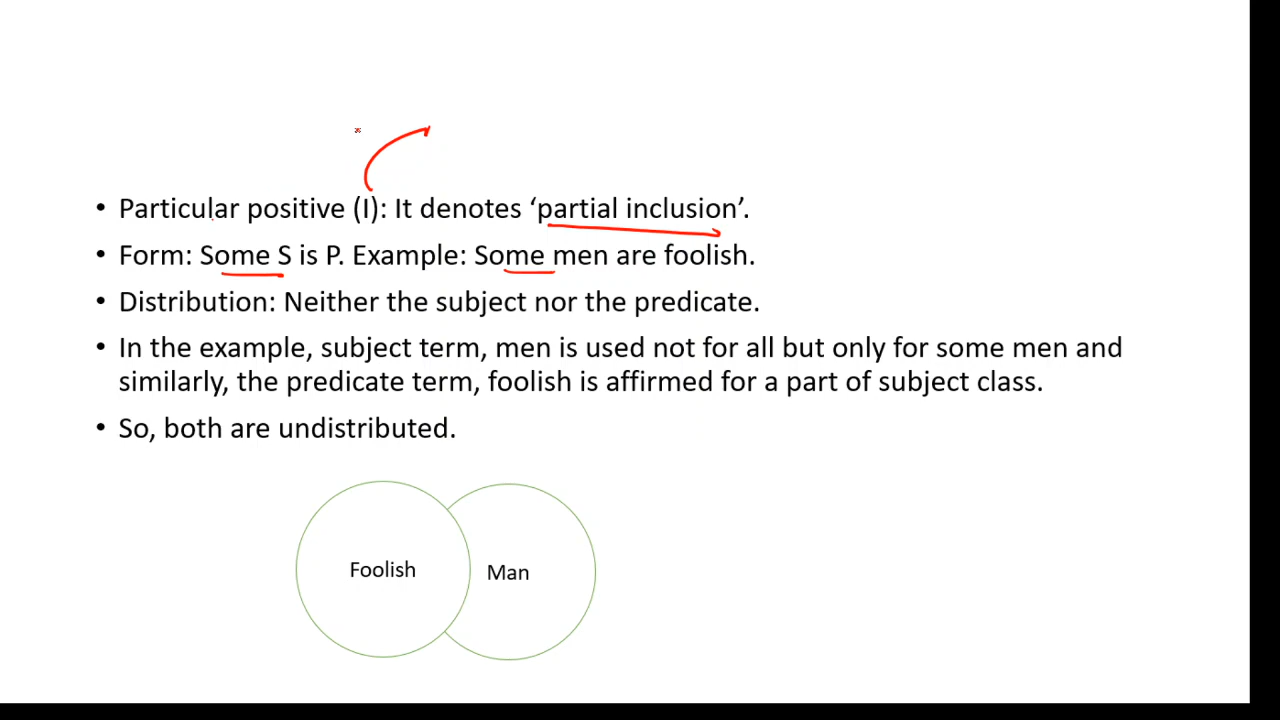 • Particular positive (I): It denotes ‘partial inclusion’.
• Form: Some S is P. Example: Some men are foolish.
• Distribution: Neither the subject nor the predicate.
• In the example, subject term, men is used not for all but only for some men and
similarly, the predicate term, foolish is affirmed for a part of subject class.
• So, both are undistributed.
Foolish
Man